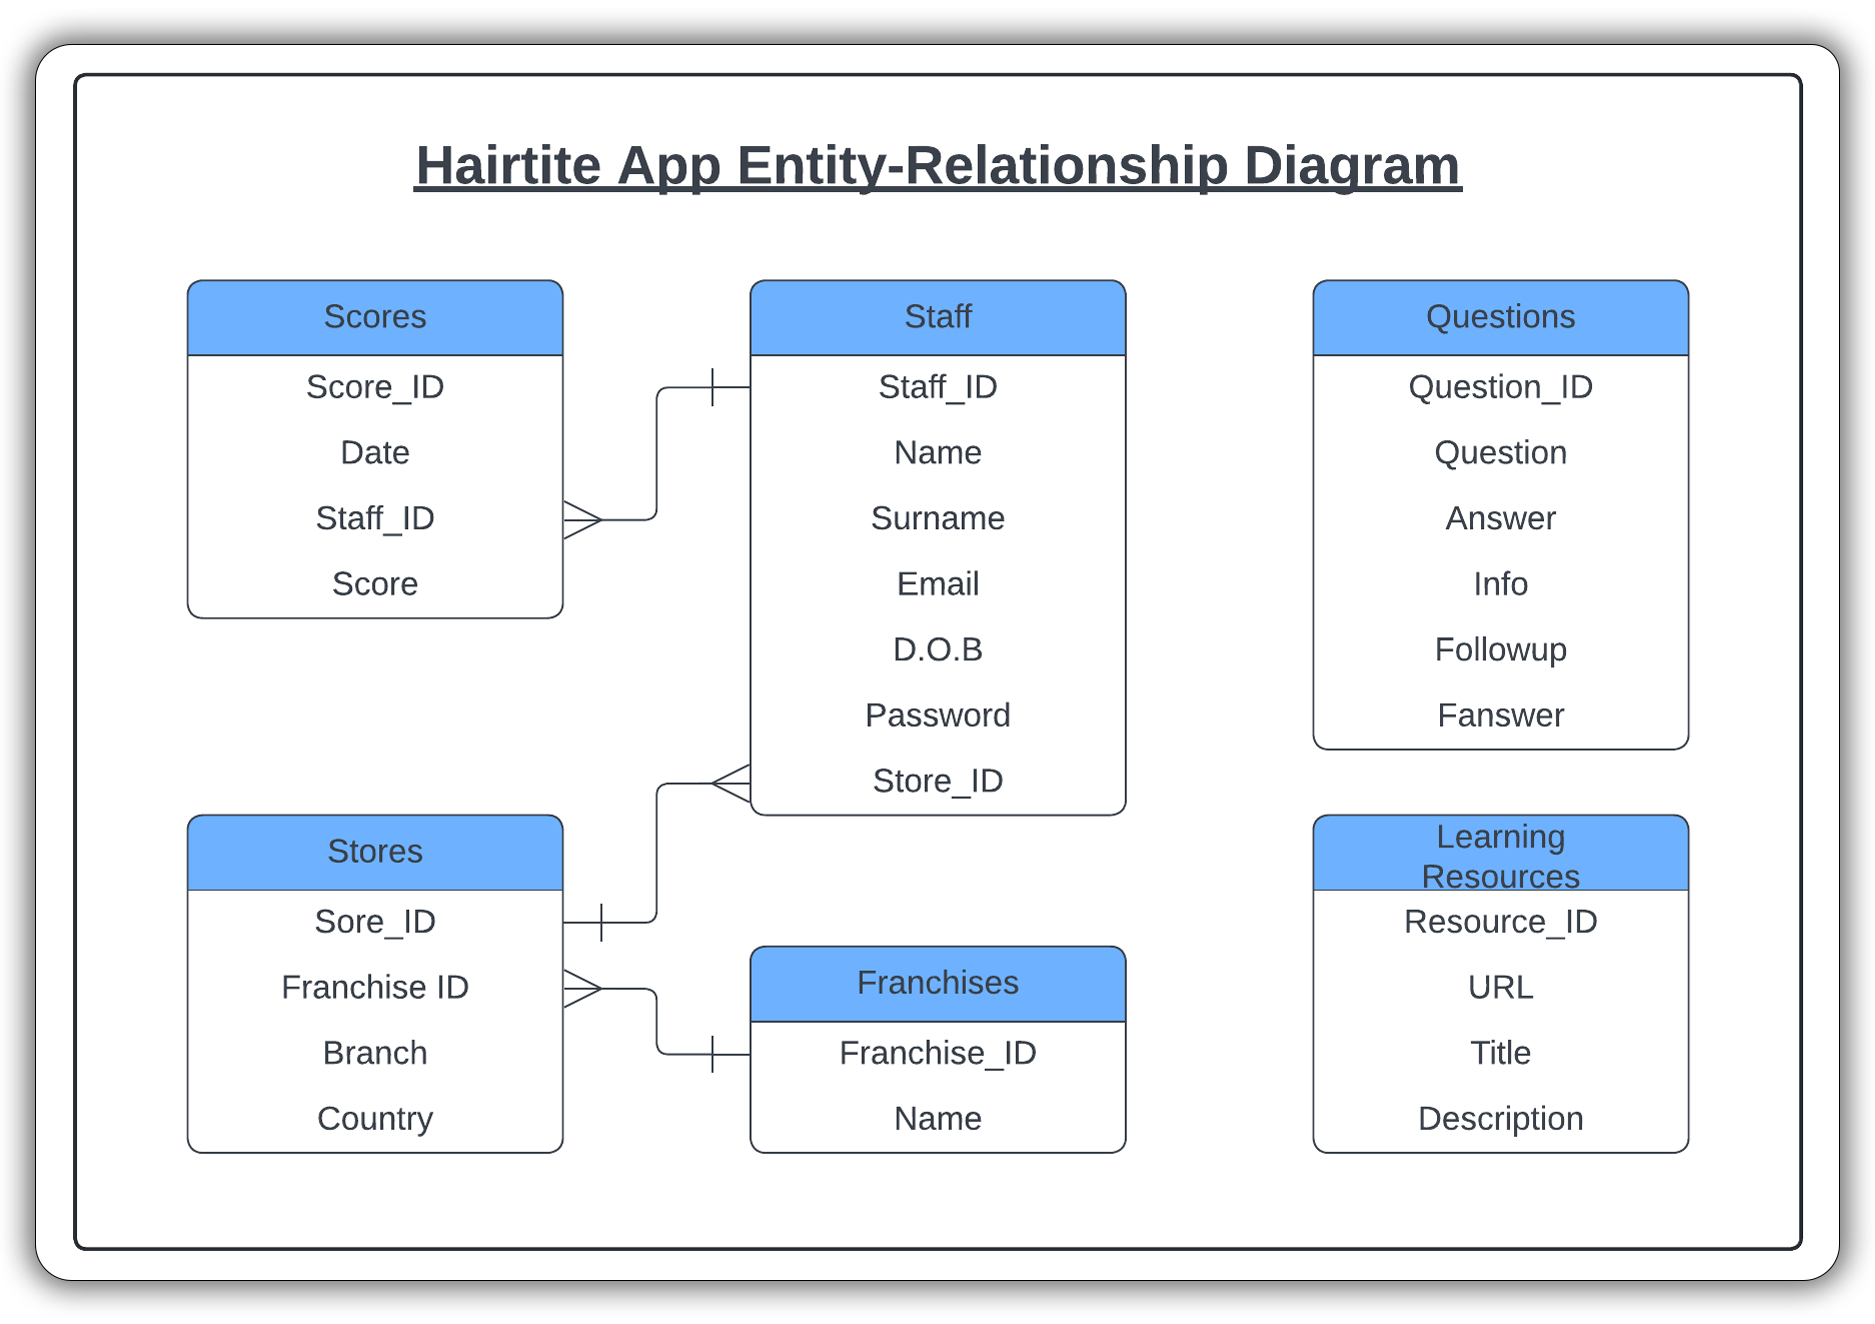 Hairtite App Entity-Relationship Diagram
Scores
Score_ID
Date
Staff_ID
Score
Staff
Staff_ID
Name
Surname
Email
D.O.B
Password
Store_ID
Questions
Question_ID
Question
Answer
Info
Followup
Fanswer
Stores
Sore_ID
Franchise ID
Branch
Country
Franchises
Franchise_ID
Name
Learning
Resources
Resource_ID
URL
Title
Description